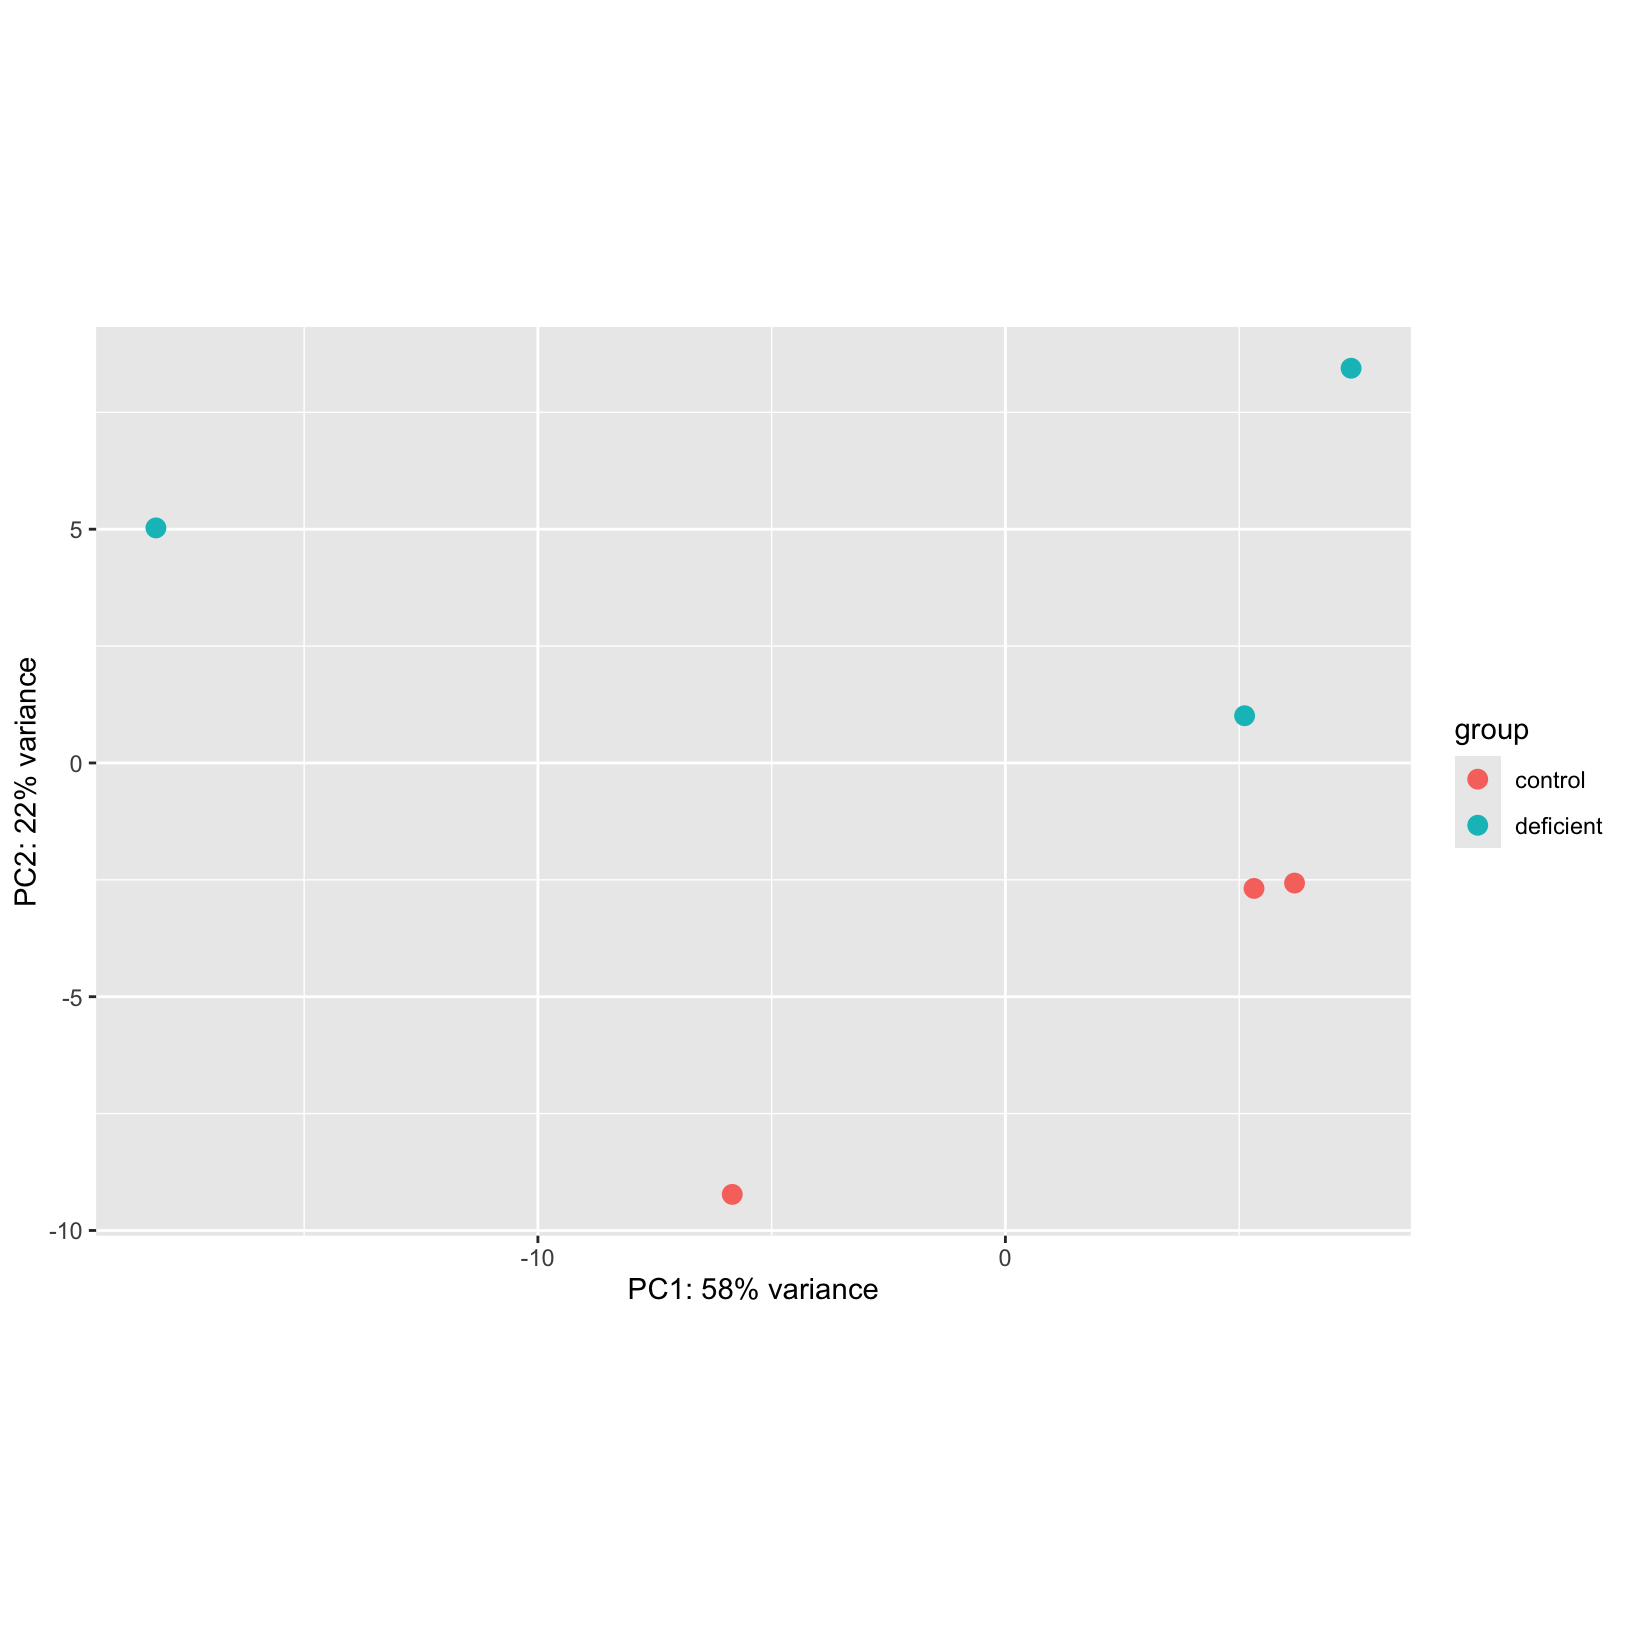 5
0
-5
-10
-10
0
PC1: 58% variance
PC2: 22% variance
group
control
deficient